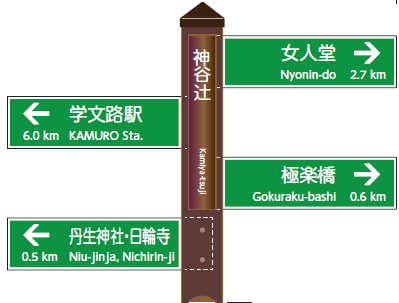 神谷辻
Kamiya-tsuji
女人堂 →
Nyonin-do 2.7 km
← 学文路駅
6.0 km KAMURO Sta.
極楽橋 →
Gokuraku-bashi 0.6 km
← 丹生神社・日輪寺
0.5 km Niu-jinja, Nichirin-ji